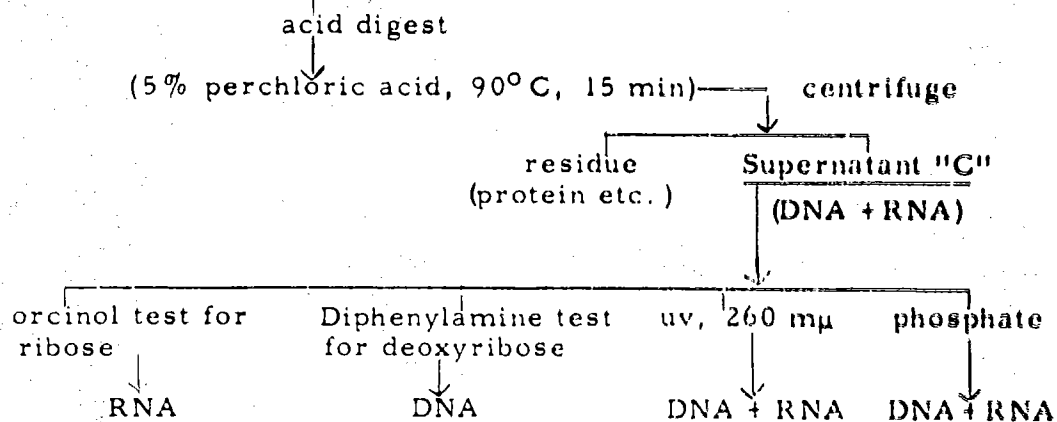 acid digest
(5% perchloric acid, 90°C, 15 min) centrifuge
residue Supernatant "C"
(protein etc.) (DNA + RNA)
orcinol test for Diphenylamine test uv, 260 mμ phosphate
ribose for deoxyribose
RNA DNA DNA + RNA DNA + RNA